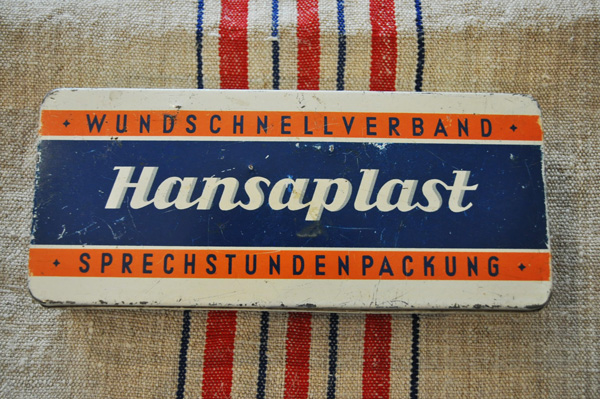 • WUNDSCHNELLVERBAND •
Hansaplast
• SPRECHSTUNDENPACKUNG •